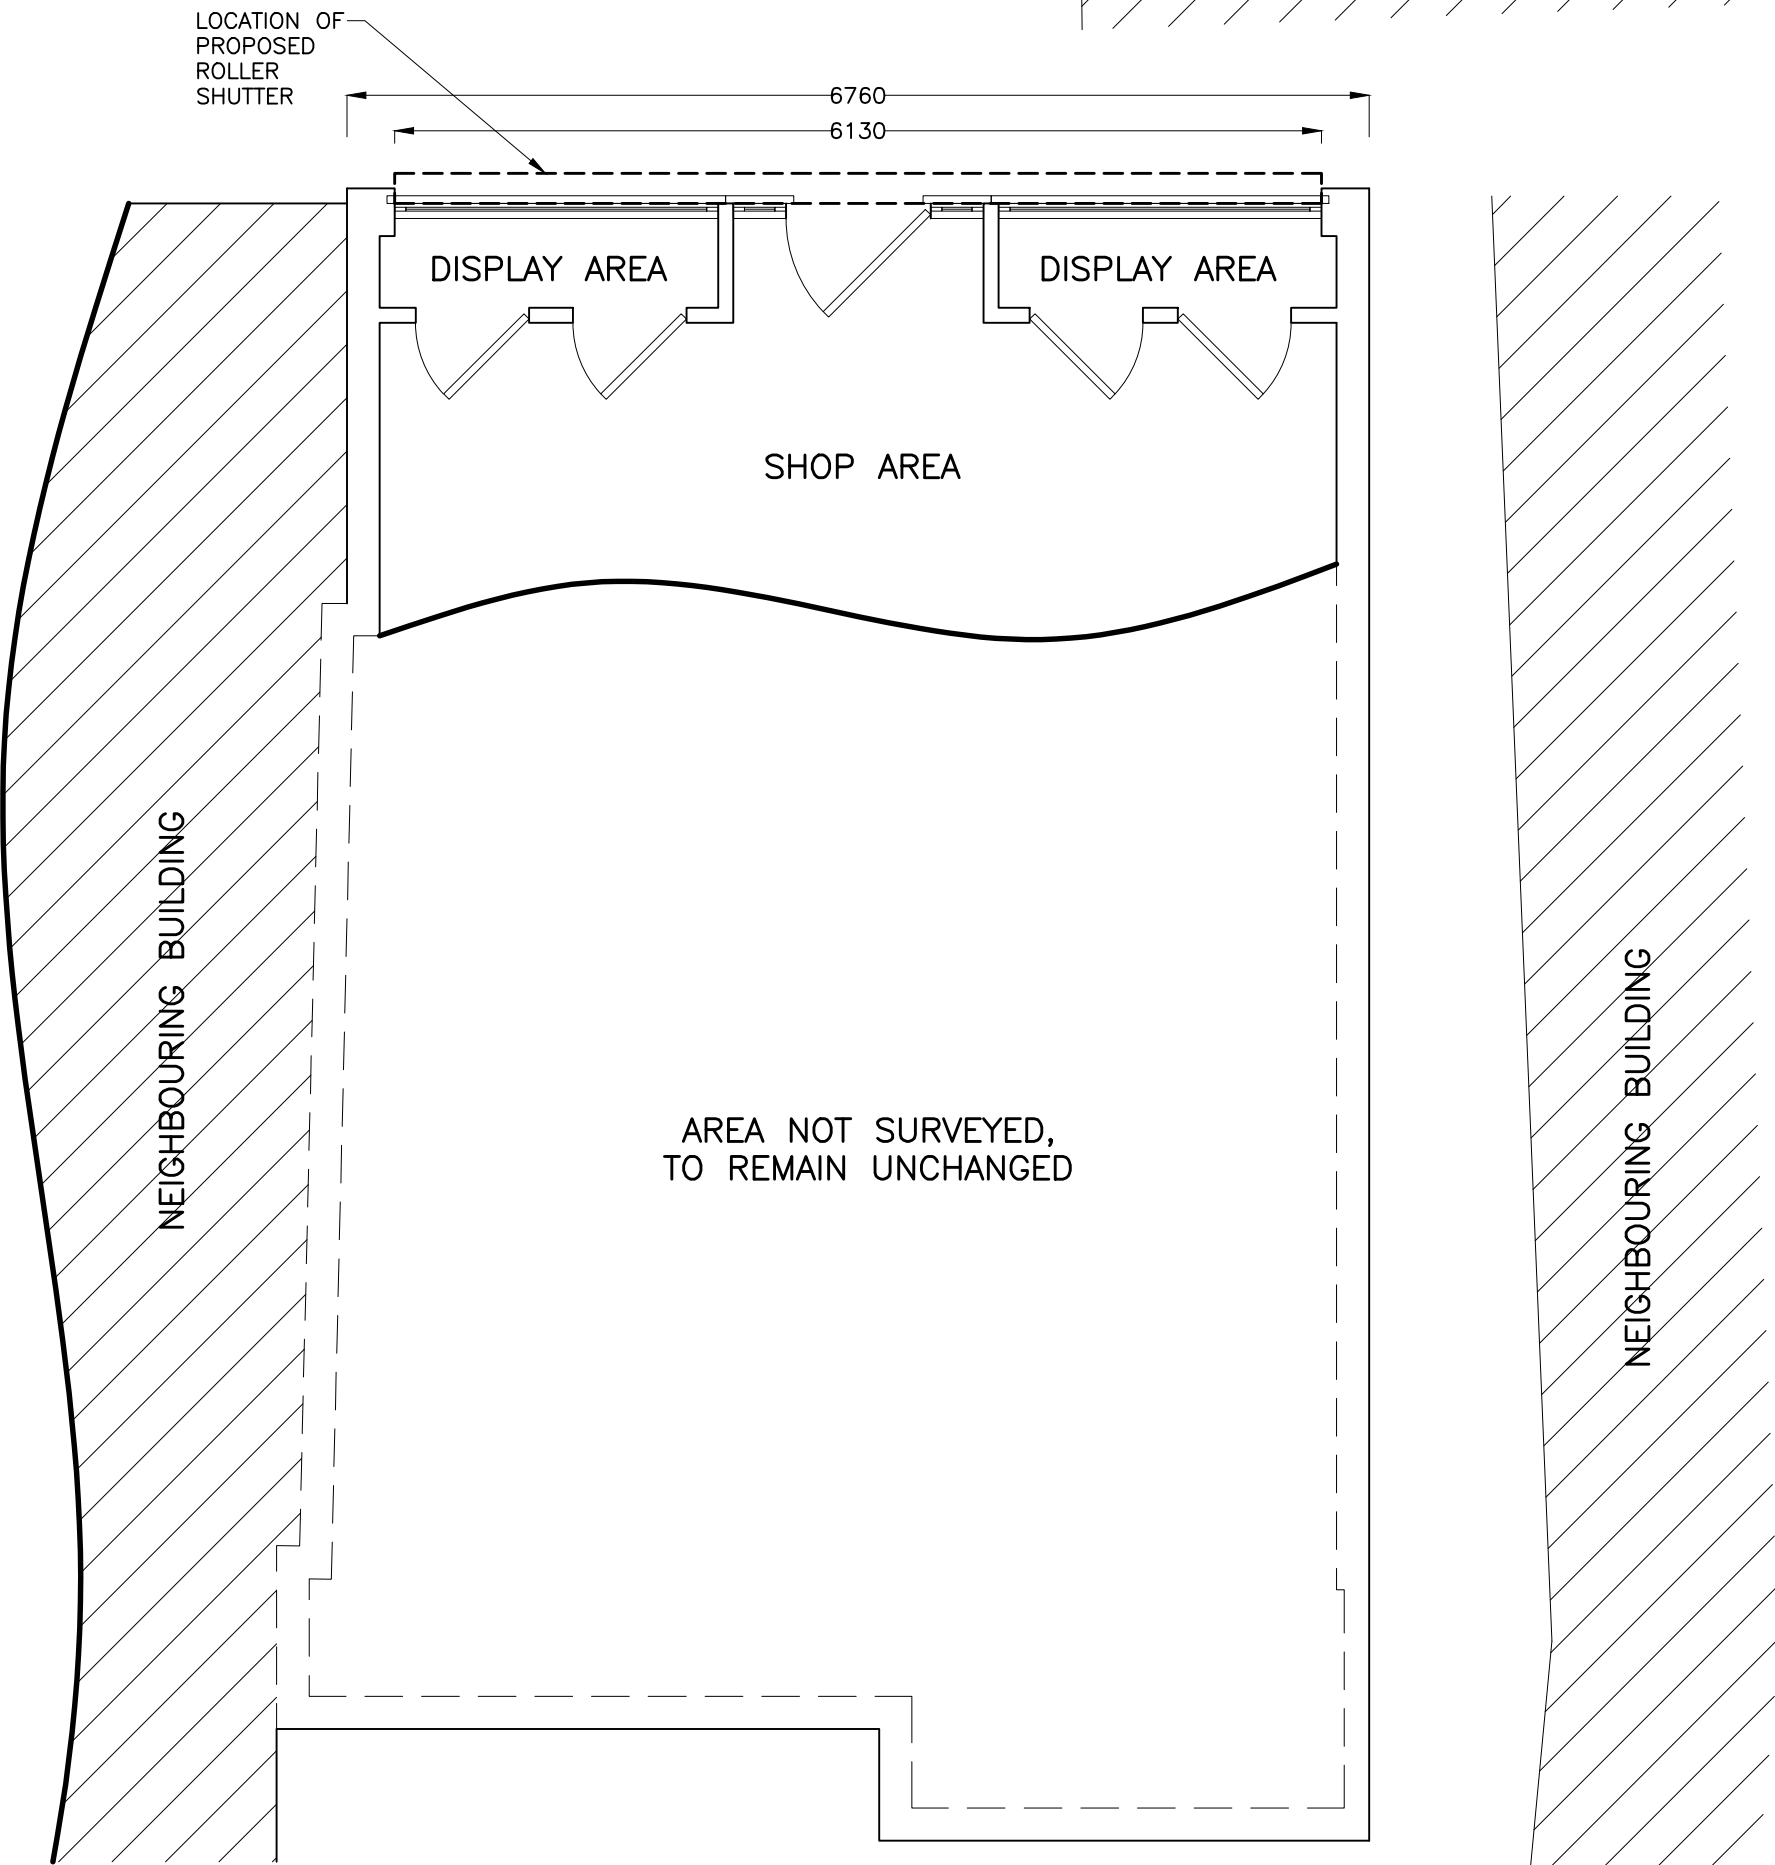 LOCATION OF
PROPOSED
ROLLER
SHUTTER
6760
6130
DISPLAY AREA
DISPLAY AREA
SHOP AREA
NEIGHBOURING BUILDING
NEIGHBOURING BUILDING
AREA NOT SURVEYED,
TO REMAIN UNCHANGED